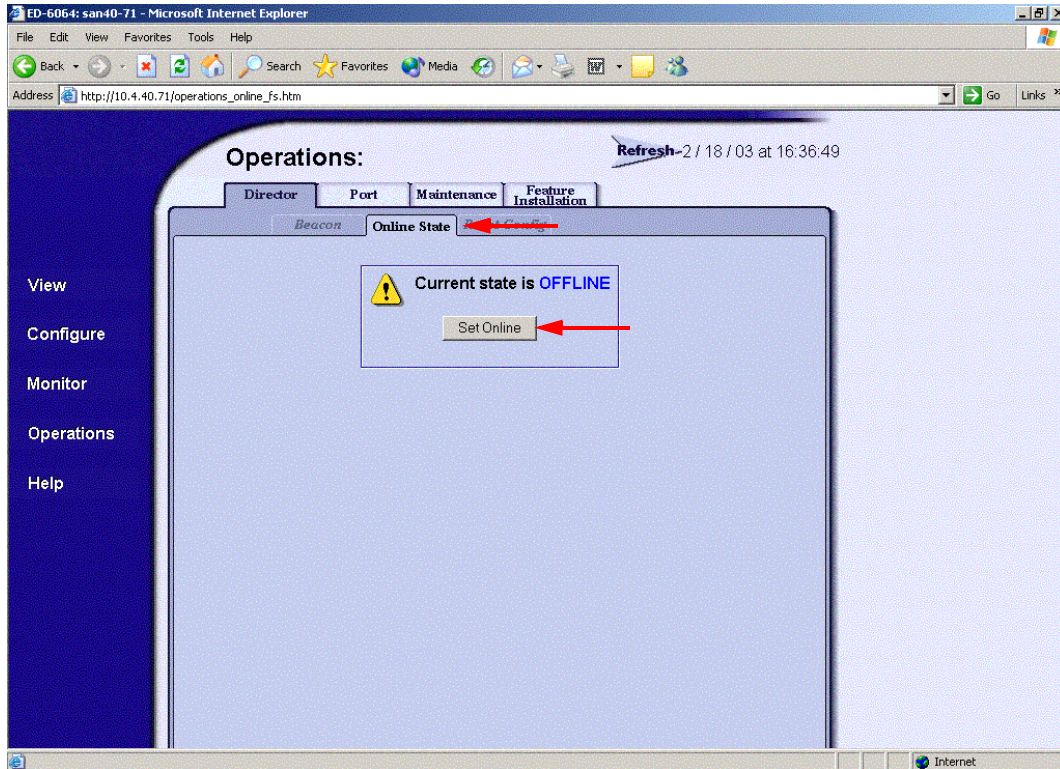 ED-6064: san40-71 - Microsoft Internet Explorer
File Edit View Favorites Tools Help
Back Search Favorites Media
Address http://10.4.40.71/operations_online_fs.htm Go Links
Operations:
Refresh-2 / 18 / 03 at 16:36:49
Director Port Maintenance Feature Installation
Beacon Online State Config
Current state is OFFLINE
Set Online
View
Configure
Monitor
Operations
Help
Internet